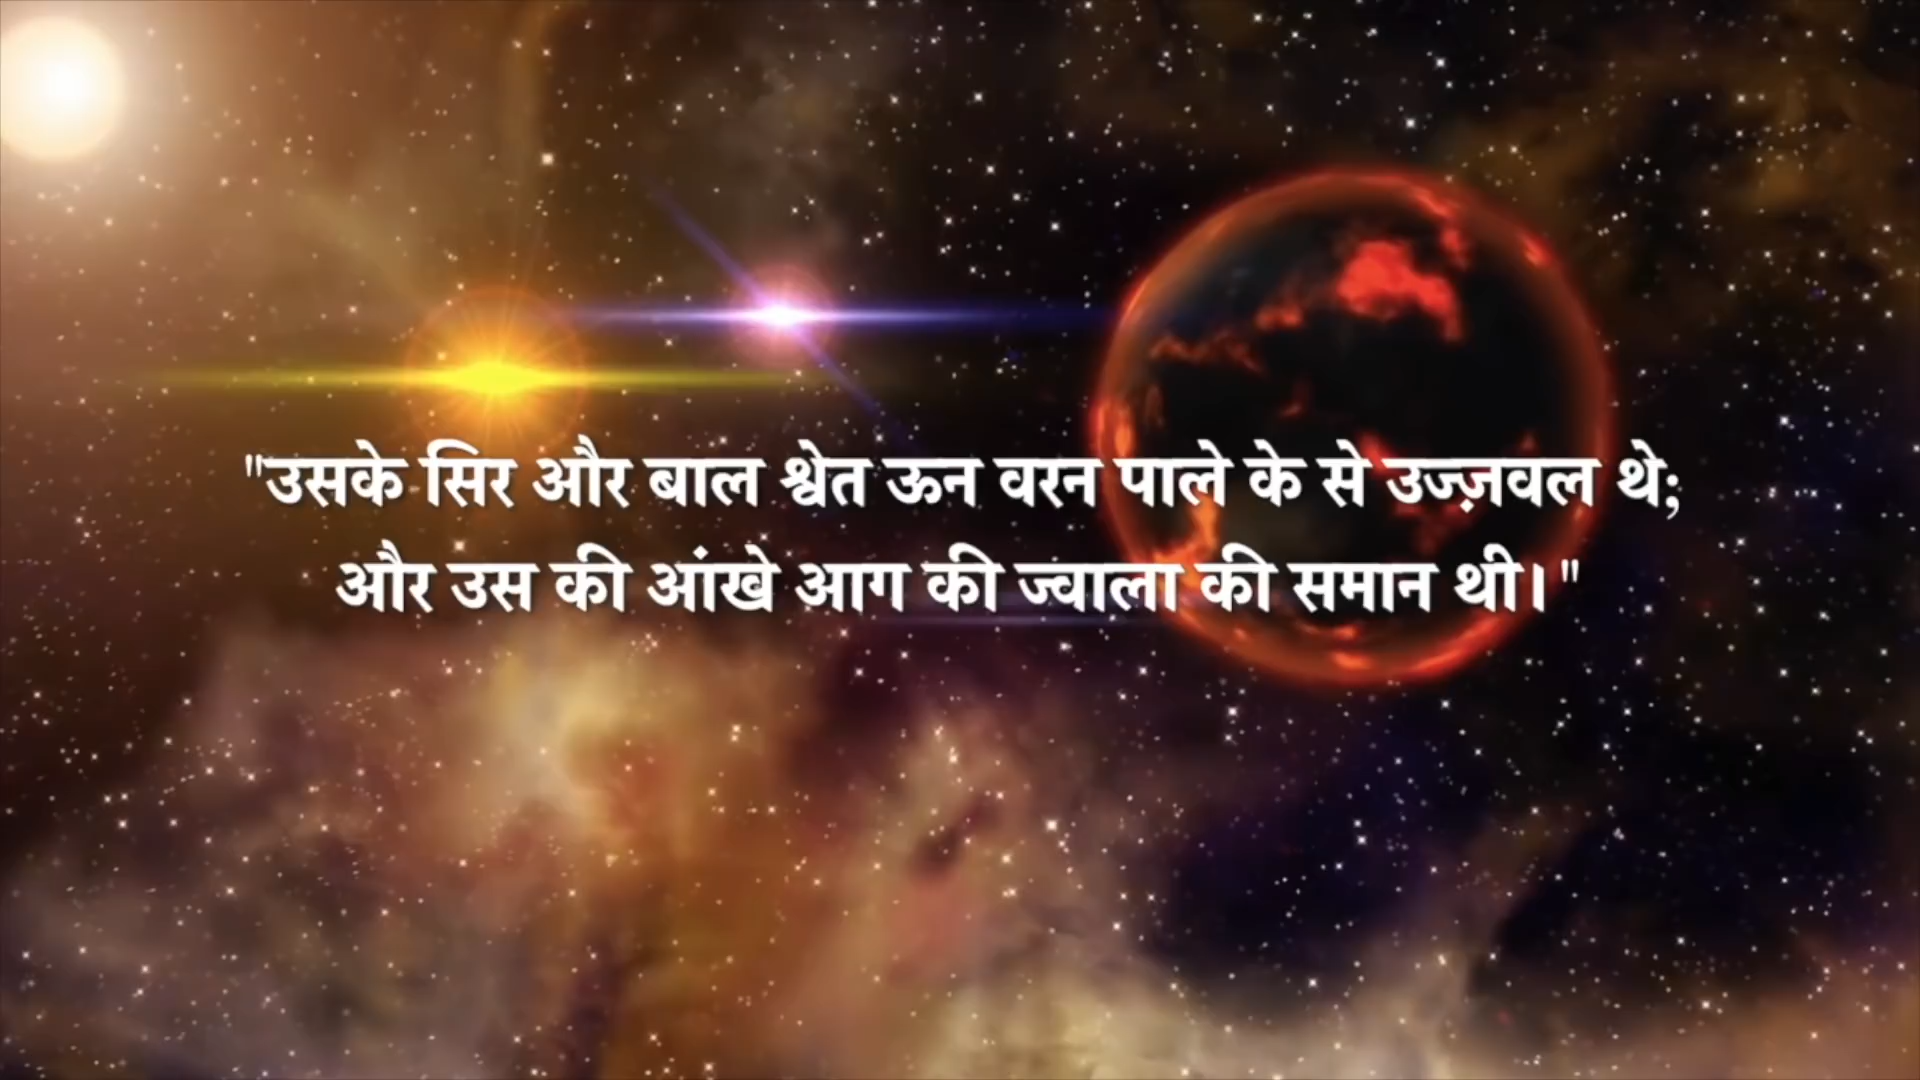 "उसके सिर और बाल श्वेत ऊन वरन पाले के से उज्ज़वल थे;
और उस की आंखे आग की ज्वाला की समान थी।"